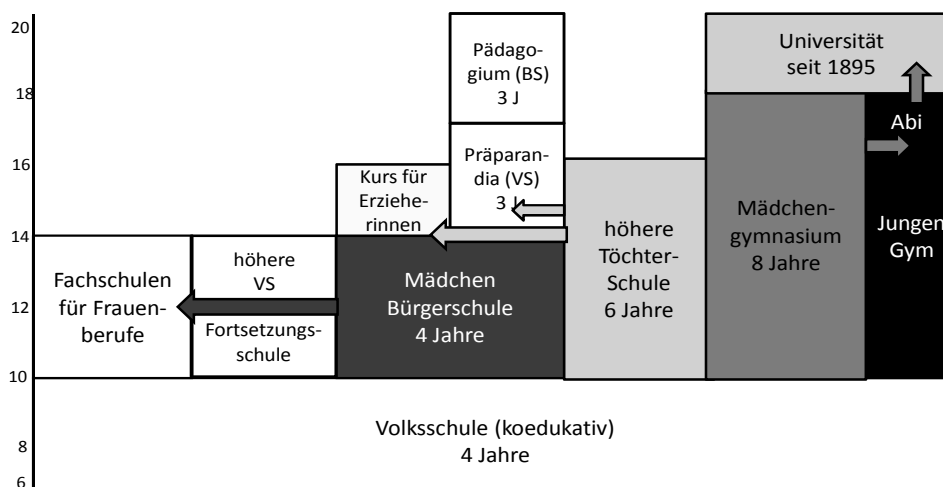 20
18
16
14
12
10
8
6
Pädago-
gium (BS)
3 J
Universität
seit 1895
Abi
Kurs für
Erziehe-
rinnen
Präparan-
dia (VS)
3 J
Fachschulen
für Frauen-
berufe
höhere
VS
Fortsetzungs-
schule
Mädchen
Bürgerschule
4 Jahre
höhere
Töchter-
Schule
6 Jahre
Mädchen-
gymnasium
8 Jahre
Jungen
Gym
Volksschule (koedukativ)
4 Jahre